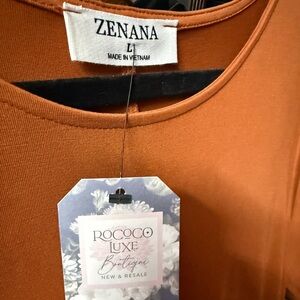 ZENANA
L
MADE IN VIETNAM
ROCOCO
LUXE
Boutique
NEW & RESALE